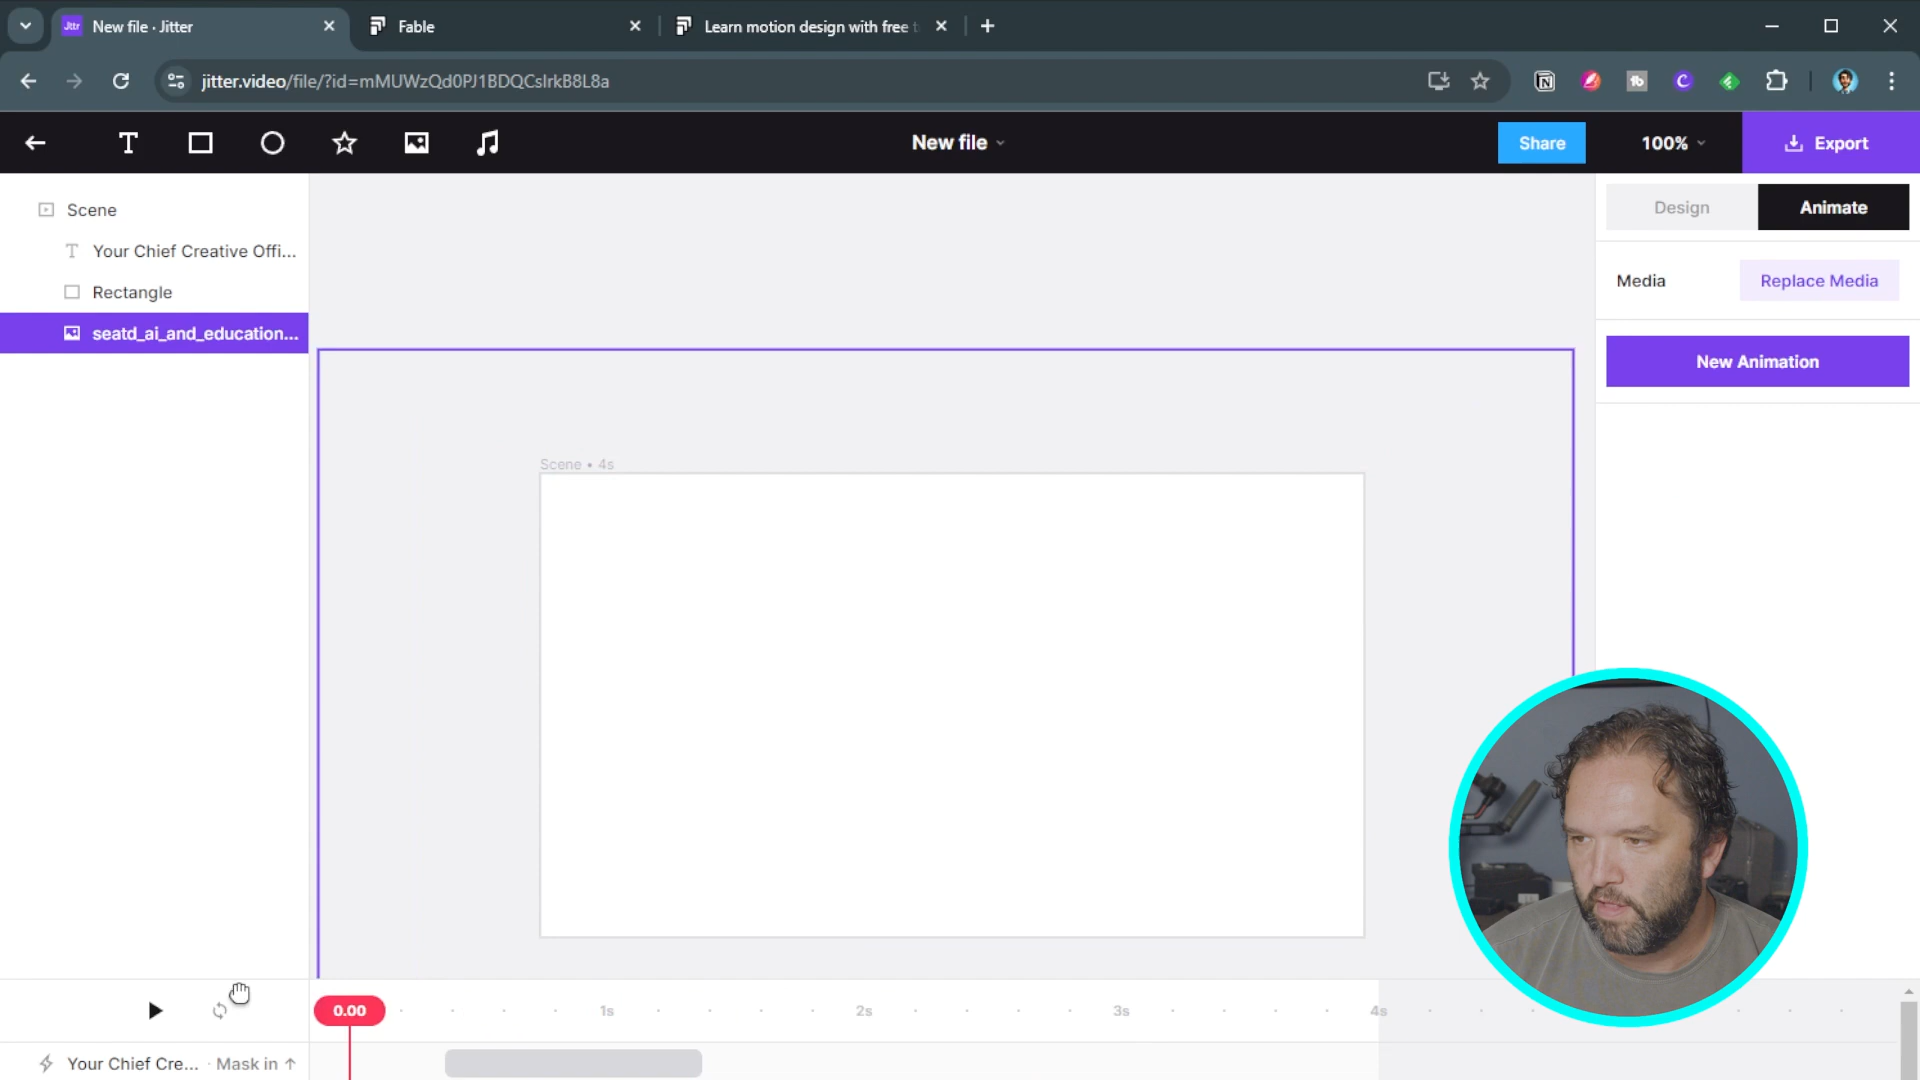 New file · Jitter
Fable
Learn motion design with free t
jitter.video/file/?id=mMUWzQd0PJ1BDQCsIrkB8L8a
New file
Share
100%
Export
Scene
Your Chief Creative Offi...
Rectangle
seatd_ai_and_education...
Design
Animate
Media
Replace Media
New Animation
Scene • 4s
0.00
1s
2s
3s
4s
Your Chief Cre... · Mask in ↑